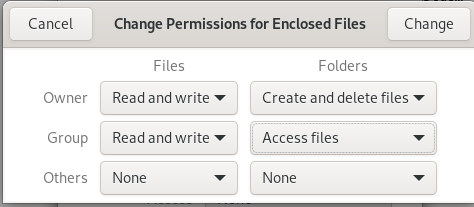 Cancel Change Permissions for Enclosed Files Change
Files Folders
Owner Read and write Create and delete files
Group Read and write Access files
Others None None